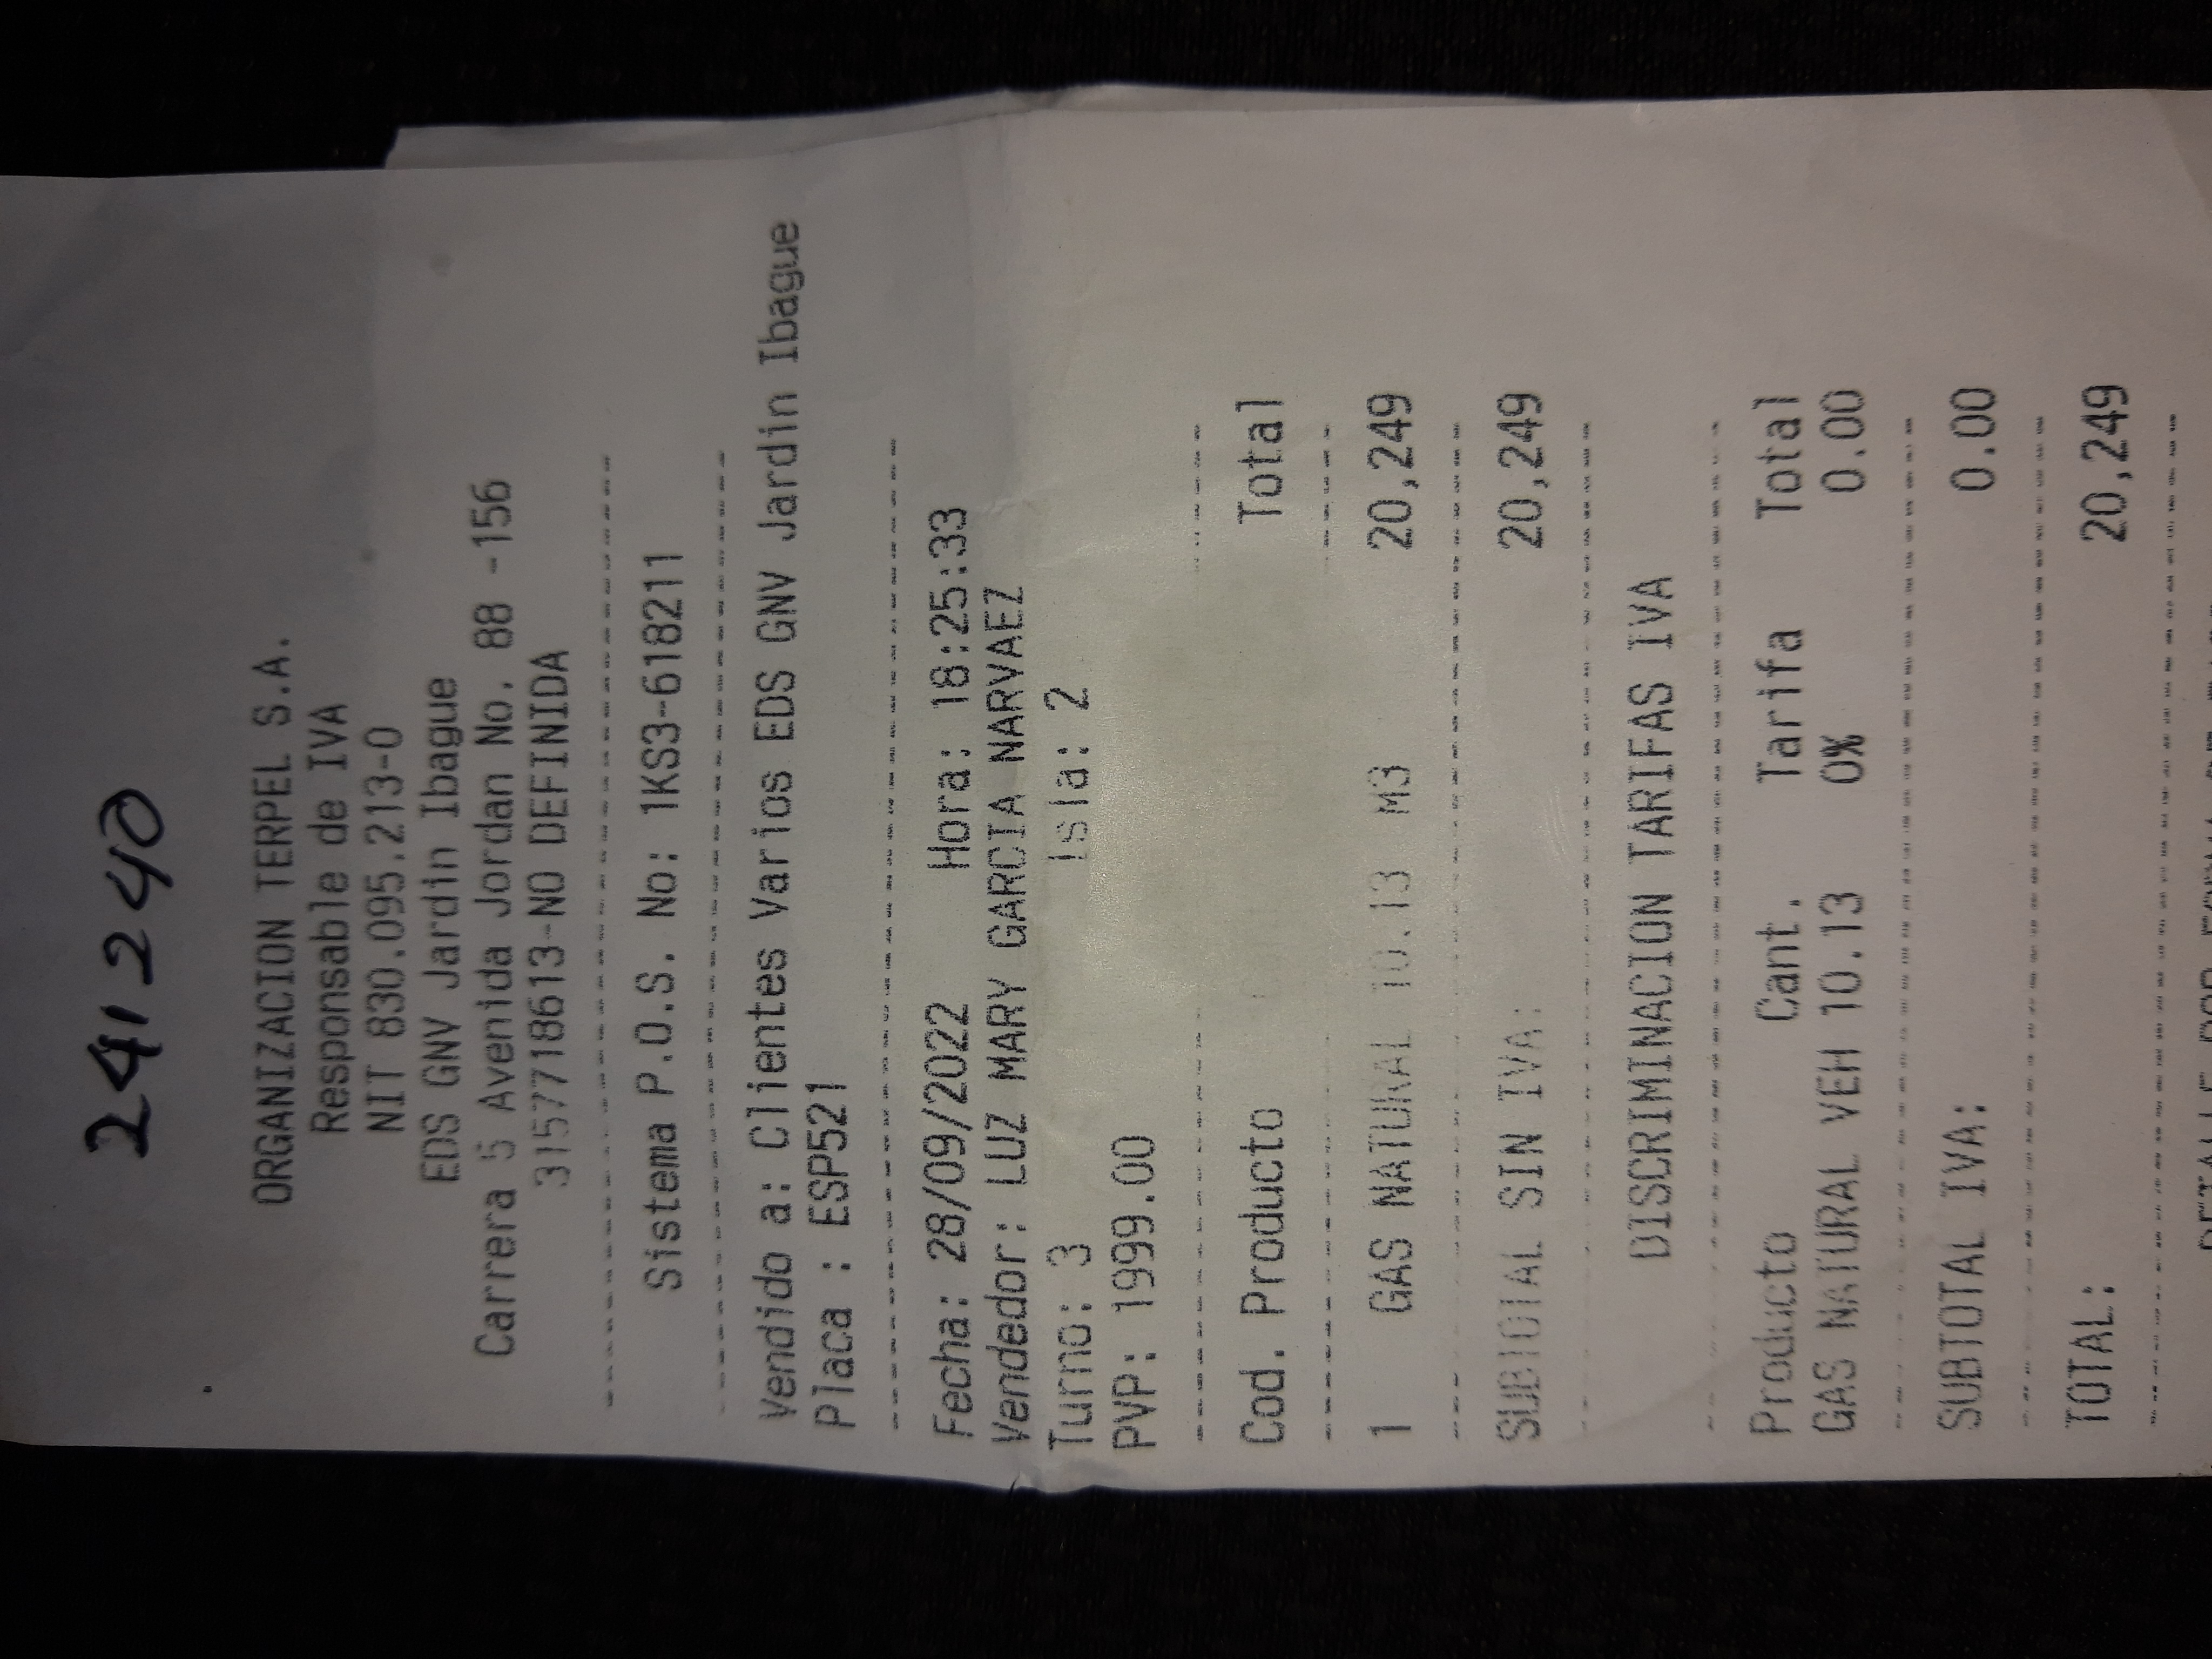 241240
ORGANIZACION TERPEL S.A.
Responsable de IVA
NIT 830.095.213-0
EDS GNV Jardin Ibague
Carrera 5 Avenida Jordan No. 88 -156
3157718613-NO DEFINIDA
Sistema P.O.S. No: 1KS3-618211
Vendido a: Clientes Varios EDS GNV Jardin Ibague
Placa : ESP521
Fecha: 28/09/2022 Hora: 18:25:33
Vendedor: LUZ MARY GARCIA NARVAEZ
Turno: 3 Isla: 2
PVP: 1999.00
Cod. Producto Total
1 GAS NATURAL 10.13 M3 20,249
SUBTOTAL SIN IVA: 20,249
DISCRIMINACION TARIFAS IVA
Producto Cant. Tarifa Total
GAS NATURAL VEH 10.13 0% 0.00
SUBTOTAL IVA: 0.00
TOTAL: 20,249